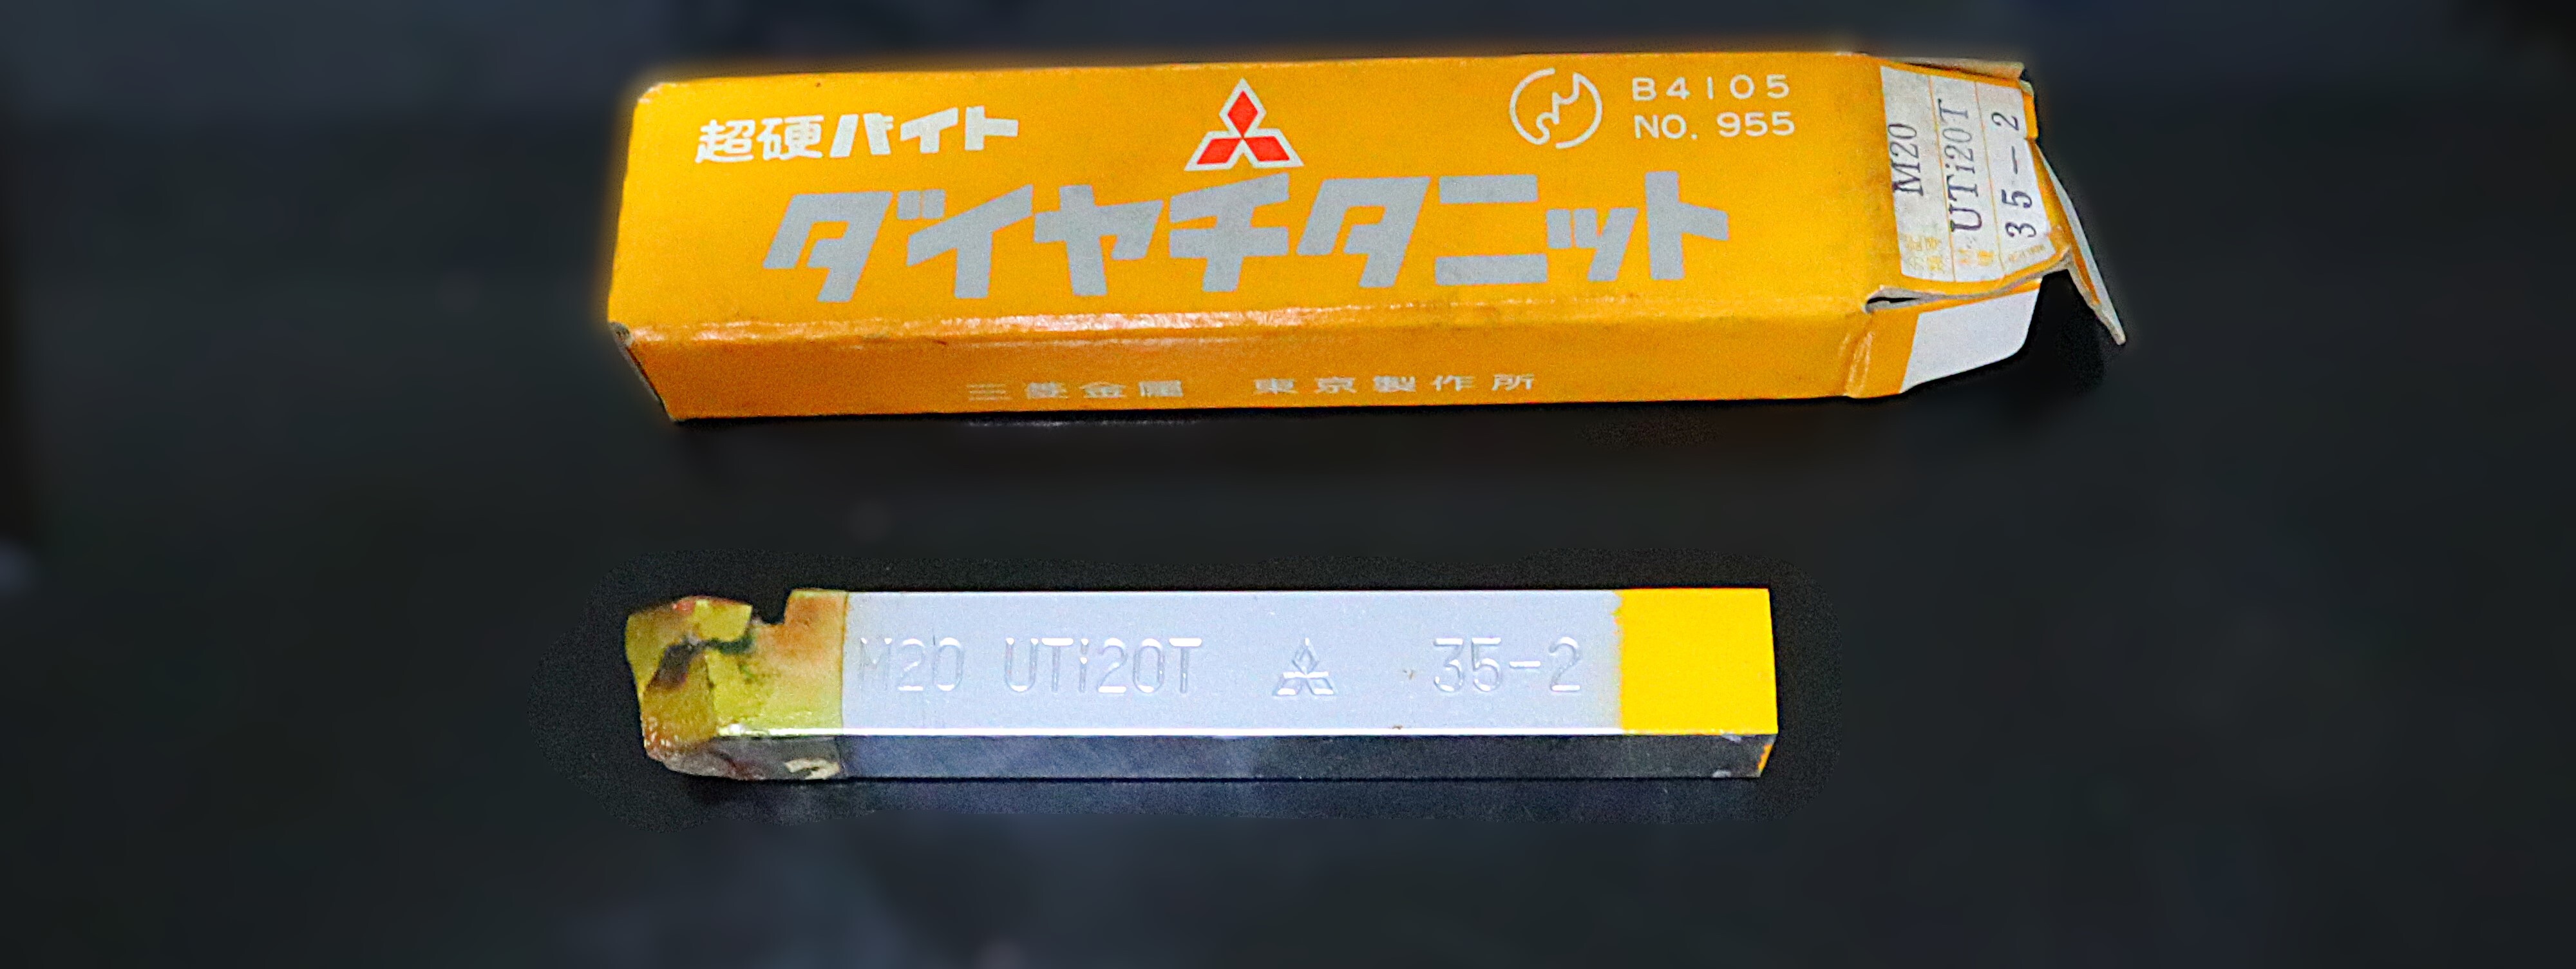 超硬バイト
B4105
NO. 955
ダイヤチタニット
三菱金属 東京製作所
M20
UTi20T
35-2
M20 UTi20T 35-2